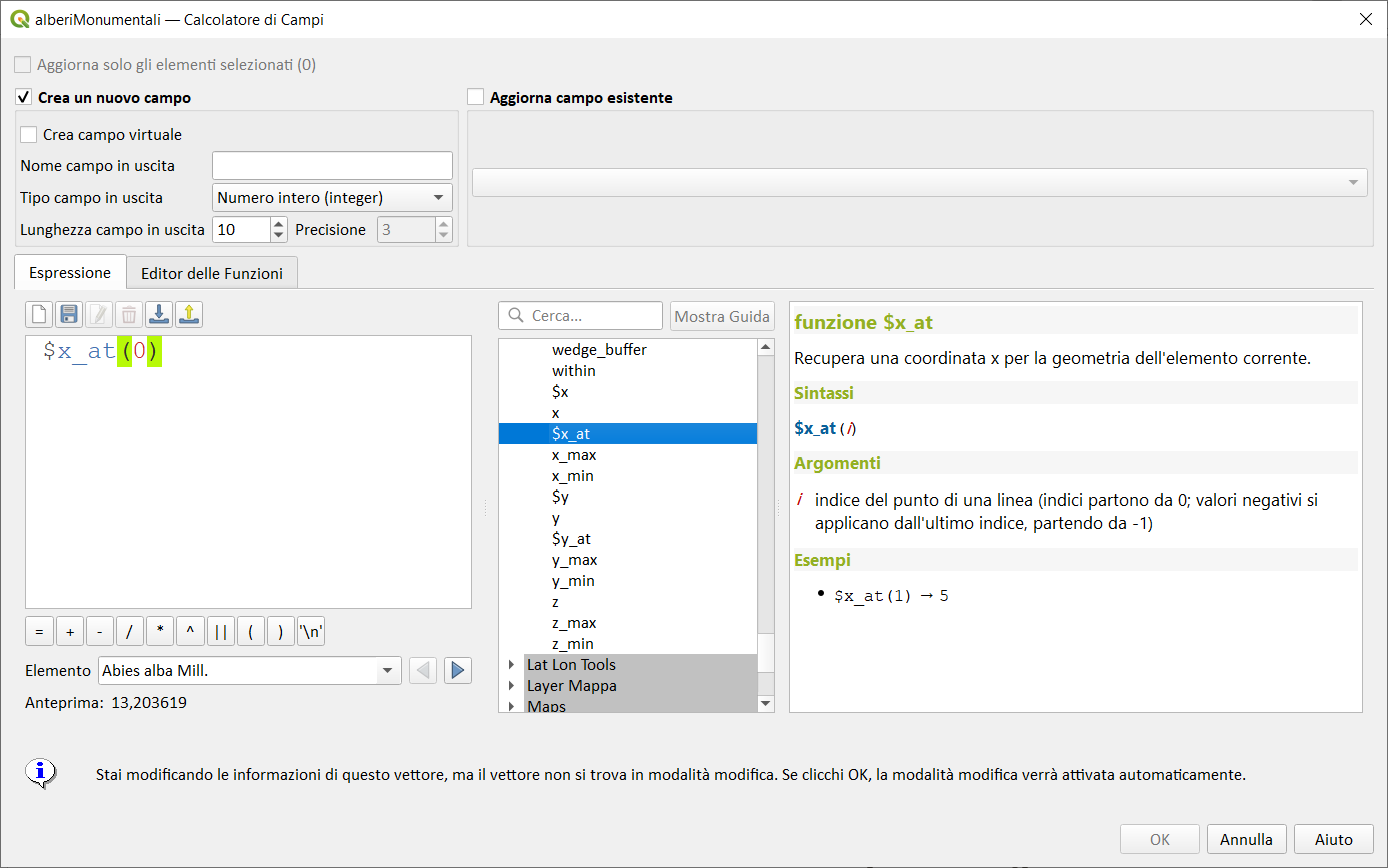 alberiMonumentali — Calcolatore di Campi
Aggiorna solo gli elementi selezionati (0)
Crea un nuovo campo
Aggiorna campo esistente
Crea campo virtuale
Nome campo in uscita
Tipo campo in uscita
Numero intero (integer)
Lunghezza campo in uscita
10
Precisione
3
Espressione
Editor delle Funzioni
$x_at(0)
= + - / * ^ || ( ) '\n'
Elemento
Abies alba Mill.
Anteprima: 13,203619
Cerca...
Mostra Guida
wedge_buffer
within
$x
x
$x_at
x_max
x_min
$y
y
$y_at
y_max
y_min
z
z_max
z_min
Lat Lon Tools
Layer Mappa
Maps
funzione $x_at
Recupera una coordinata x per la geometria dell'elemento corrente.
Sintassi
$x_at (i)
Argomenti
i indice del punto di una linea (indici partono da 0; valori negativi si
applicano dall'ultimo indice, partendo da -1)
Esempi
• $x_at(1) → 5
Stai modificando le informazioni di questo vettore, ma il vettore non si trova in modalità modifica. Se clicchi OK, la modalità modifica verrà attivata automaticamente.
OK
Annulla
Aiuto